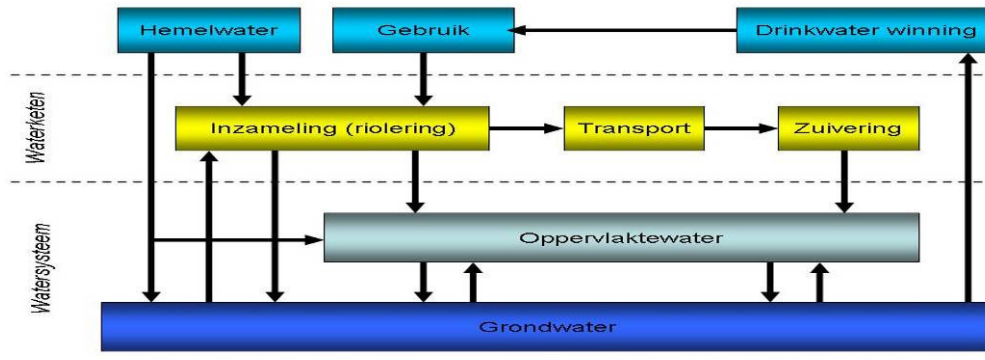 Hemelwater
Gebruik
Drinkwater winning
Waterketen
Inzameling (riolering)
Transport
Zuivering
Watersysteem
Oppervlaktewater
Grondwater